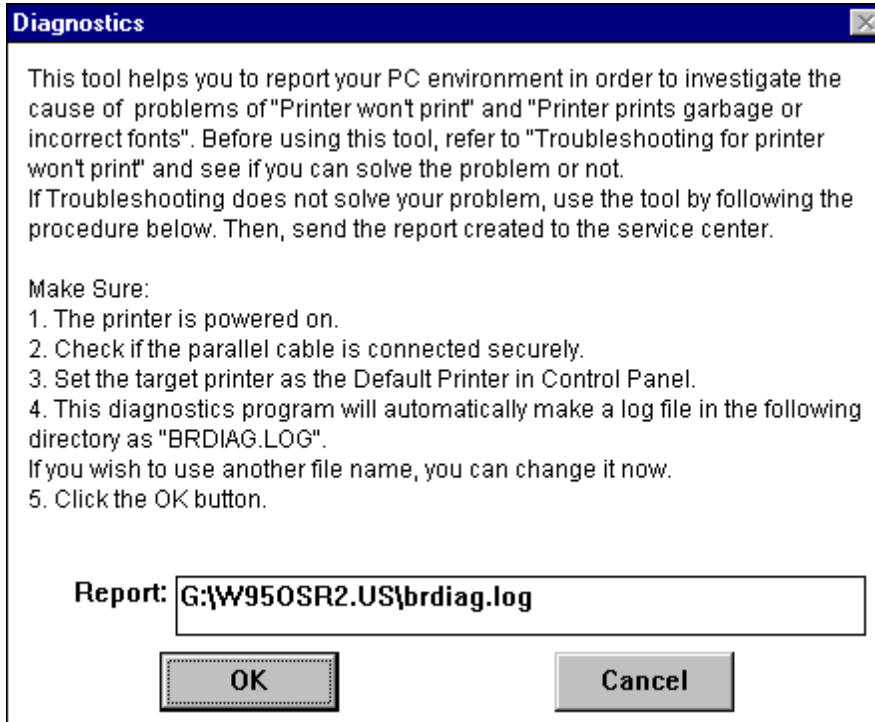 Diagnostics
This tool helps you to report your PC environment in order to investigate the
cause of problems of "Printer won't print" and "Printer prints garbage or
incorrect fonts". Before using this tool, refer to "Troubleshooting for printer
won't print" and see if you can solve the problem or not.
If Troubleshooting does not solve your problem, use the tool by following the
procedure below. Then, send the report created to the service center.
Make Sure:
1. The printer is powered on.
2. Check if the parallel cable is connected securely.
3. Set the target printer as the Default Printer in Control Panel.
4. This diagnostics program will automatically make a log file in the following
directory as "BRDIAG.LOG".
If you wish to use another file name, you can change it now.
5. Click the OK button.
Report: G:\W95OSR2.US\brdiag.log
OK Cancel